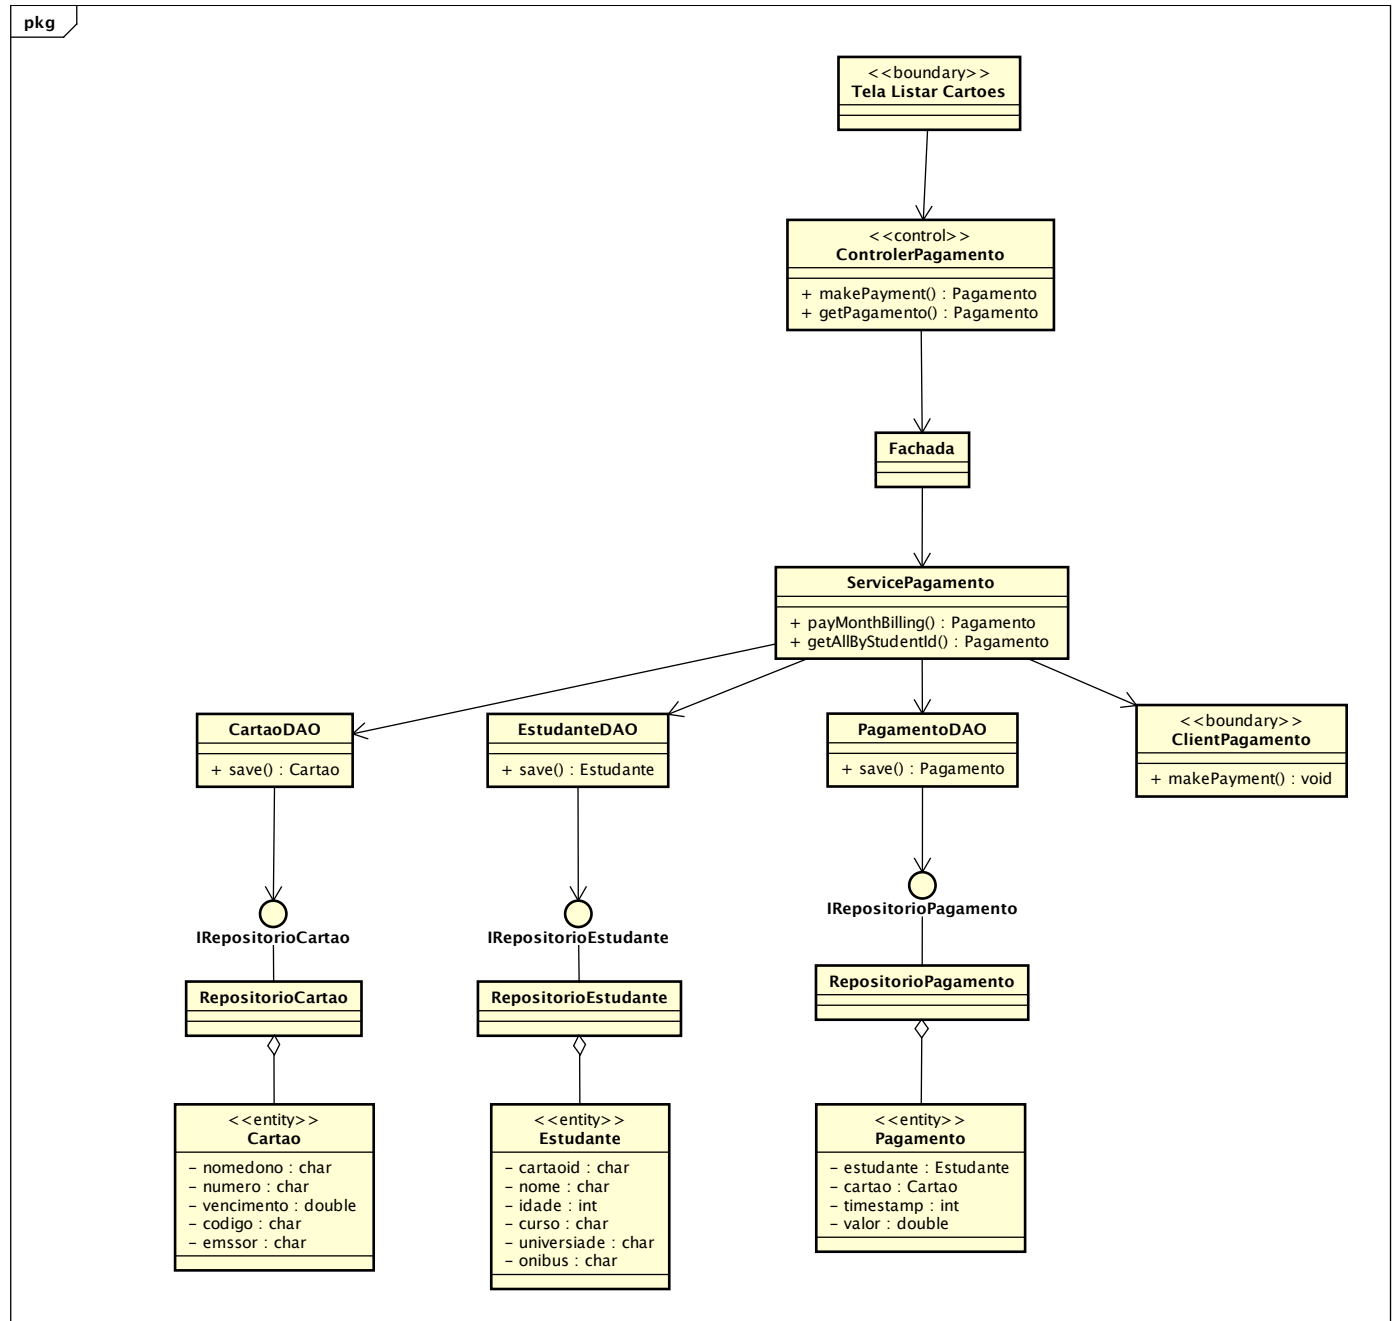 pkg
<<boundary>>
Tela Listar Cartoes
<<control>>
ControlerPagamento
+ makePayment() : Pagamento
+ getPagamento() : Pagamento
Fachada
ServicePagamento
+ payMonthBilling() : Pagamento
+ getAllByStudentId() : Pagamento
CartaoDAO
+ save() : Cartao
EstudanteDAO
+ save() : Estudante
PagamentoDAO
+ save() : Pagamento
<<boundary>>
ClientPagamento
+ makePayment() : void
IRepositorioCartao
IRepositorioEstudante
IRepositorioPagamento
RepositorioCartao
RepositorioEstudante
RepositorioPagamento
<<entity>>
Cartao
- nomedono : char
- numero : char
- vencimento : double
- codigo : char
- emssor : char
<<entity>>
Estudante
- cartaoid : char
- nome : char
- idade : int
- curso : char
- universiade : char
- onibus : char
<<entity>>
Pagamento
- estudante : Estudante
- cartao : Cartao
- timestamp : int
- valor : double